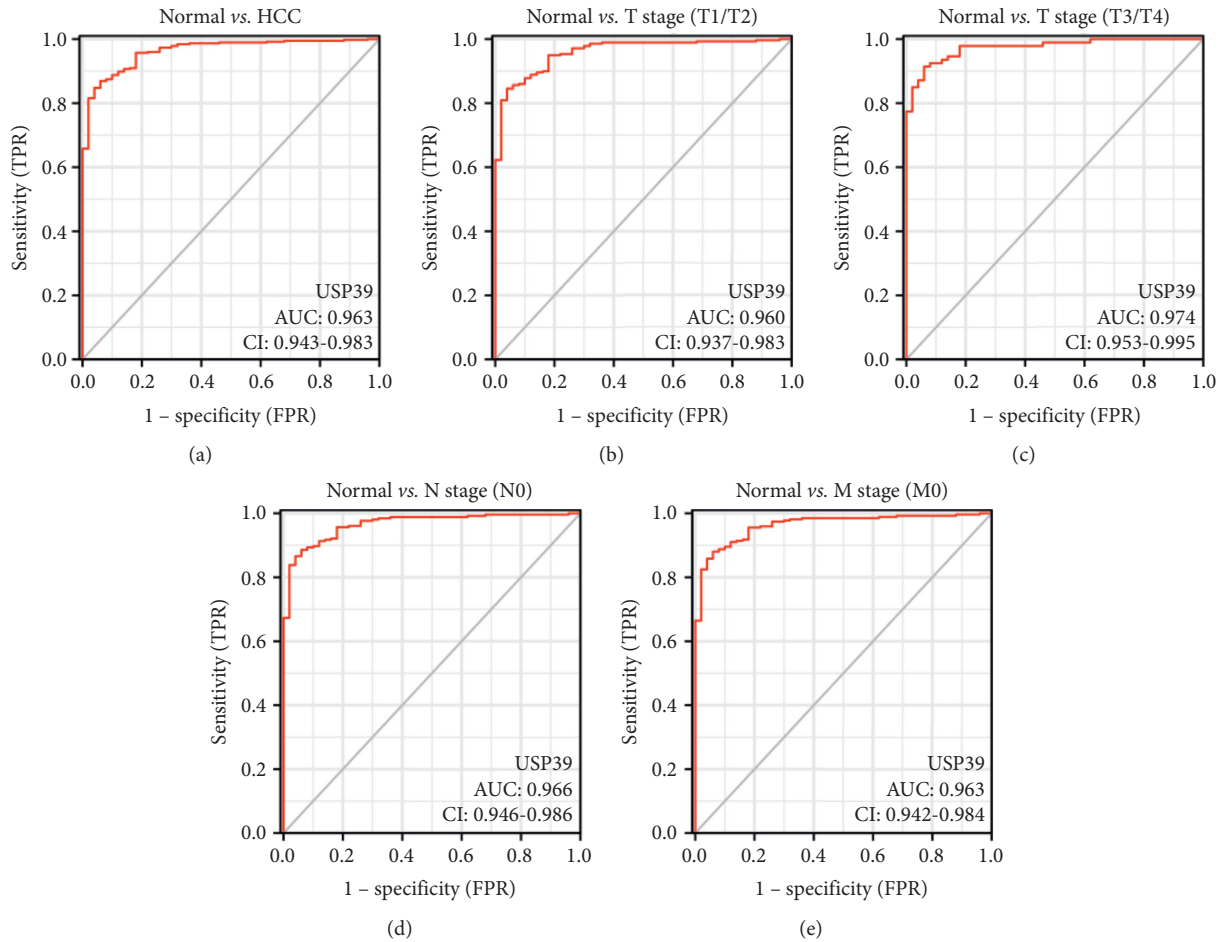 Normal vs. HCC
1.0
0.8
0.6
0.4
0.2
0.0
Sensitivity (TPR)
USP39
AUC: 0.963
CI: 0.943-0.983
0.0 0.2 0.4 0.6 0.8 1.0
1 – specificity (FPR)
(a)
Normal vs. T stage (T1/T2)
1.0
0.8
0.6
0.4
0.2
0.0
Sensitivity (TPR)
USP39
AUC: 0.960
CI: 0.937-0.983
0.0 0.2 0.4 0.6 0.8 1.0
1 – specificity (FPR)
(b)
Normal vs. T stage (T3/T4)
1.0
0.8
0.6
0.4
0.2
0.0
Sensitivity (TPR)
USP39
AUC: 0.974
CI: 0.953-0.995
0.0 0.2 0.4 0.6 0.8 1.0
1 – specificity (FPR)
(c)
Normal vs. N stage (N0)
1.0
0.8
0.6
0.4
0.2
0.0
Sensitivity (TPR)
USP39
AUC: 0.966
CI: 0.946-0.986
0.0 0.2 0.4 0.6 0.8 1.0
1 – specificity (FPR)
(d)
Normal vs. M stage (M0)
1.0
0.8
0.6
0.4
0.2
0.0
Sensitivity (TPR)
USP39
AUC: 0.963
CI: 0.942-0.984
0.0 0.2 0.4 0.6 0.8 1.0
1 – specificity (FPR)
(e)